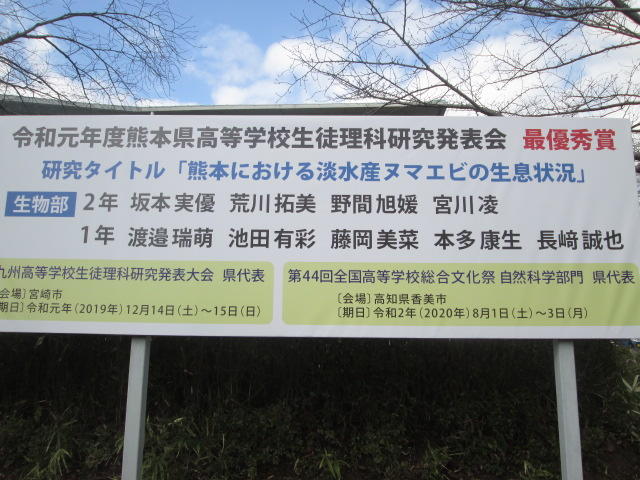 令和元年度熊本県高等学校生徒理科研究発表会 最優秀賞
研究タイトル「熊本における淡水産ヌマエビの生息状況」
生物部 2年 坂本実優 荒川拓美 野間旭媛 宮川凌
1年 渡邉瑞萌 池田有彩 藤岡美菜 本多康生 長﨑誠也
九州高等学校生徒理科研究発表大会 県代表
会場〕宮崎市
期日〕令和元年(2019年)12月14日(土)〜15日(日)
第44回全国高等学校総合文化祭 自然科学部門 県代表
〔会場〕高知県香美市
〔期日〕令和2年(2020年)8月1日(土)〜3日(月)